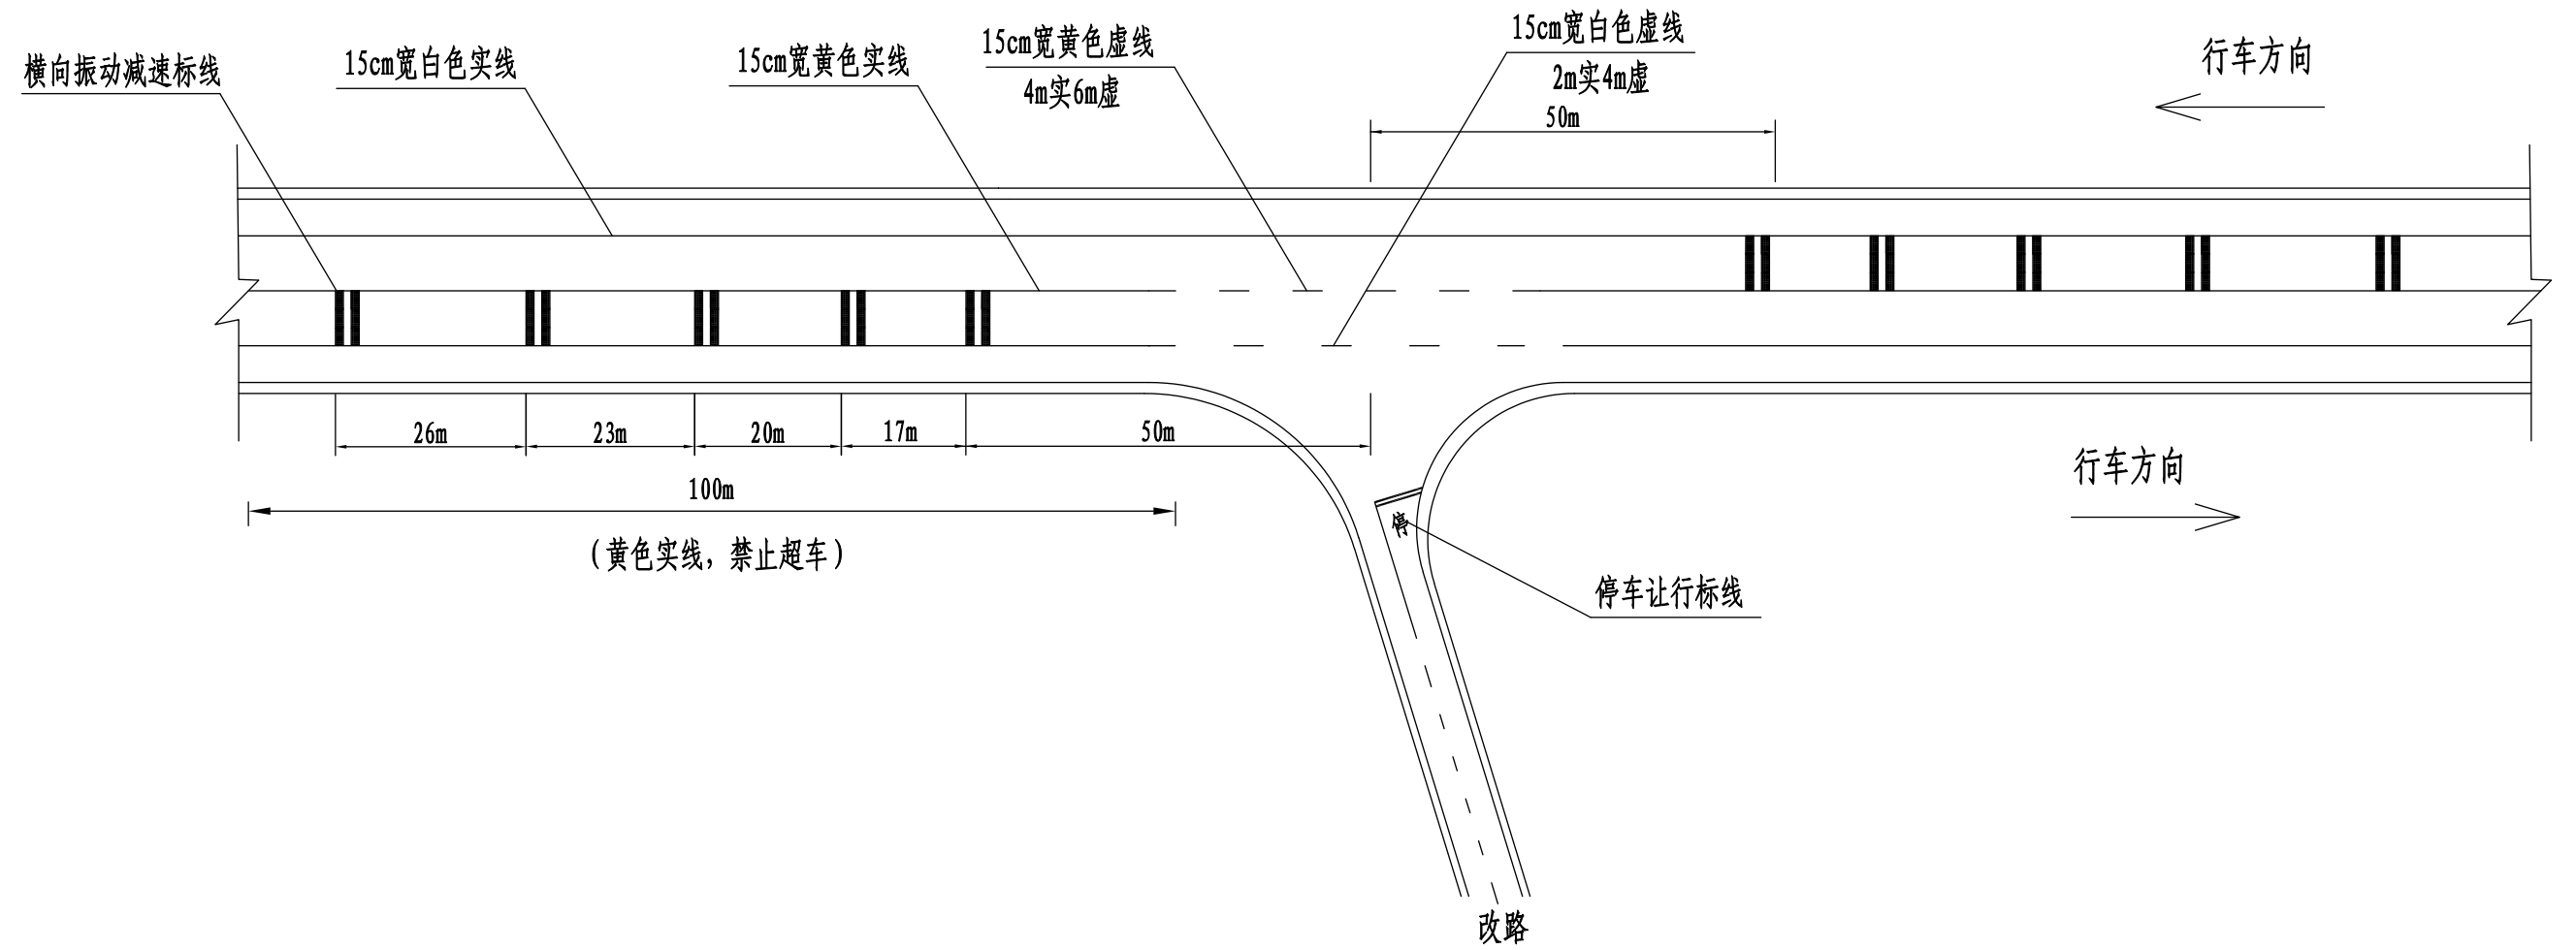 横向振动减速标线
15cm宽白色实线
15cm宽黄色实线
15cm宽黄色虚线
4m实6m虚
15cm宽白色虚线
2m实4m虚
50m
行车方向
26m
23m
20m
17m
50m
100m
（黄色实线，禁止超车）
行车方向
停
停车让行标线
改路